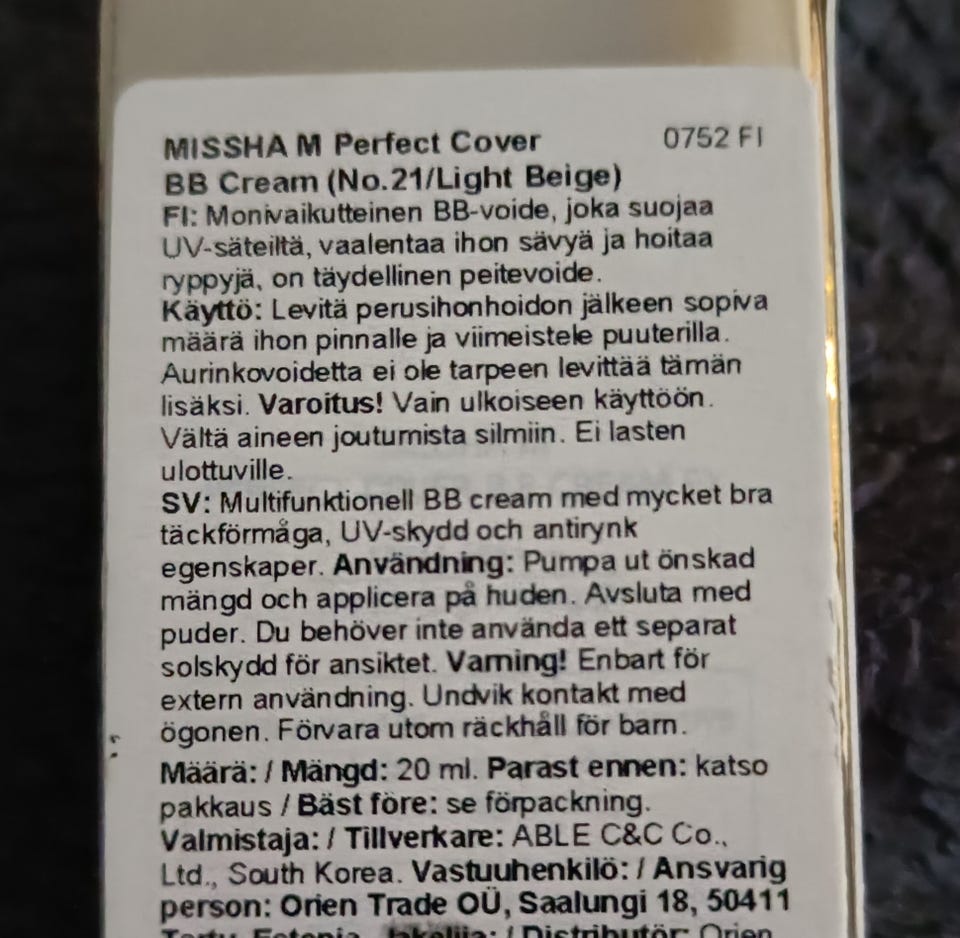 MISSHA M Perfect Cover 0752 FI
BB Cream (No.21/Light Beige)
FI: Monivaikutteinen BB-voide, joka suojaa
UV-säteiltä, vaalentaa ihon sävyä ja hoitaa
ryppyjä, on täydellinen peitevoide.
Käyttö: Levitä perusihonhoidon jälkeen sopiva
määrä ihon pinnalle ja viimeistele puuterilla.
Aurinkovoidetta ei ole tarpeen levittää tämän
lisäksi. Varoitus! Vain ulkoiseen käyttöön.
Vältä aineen joutumista silmiin. Ei lasten
ulottuville.
SV: Multifunktionell BB cream med mycket bra
täckförmåga, UV-skydd och antirynk
egenskaper. Användning: Pumpa ut önskad
mängd och applicera på huden. Avsluta med
puder. Du behöver inte använda ett separat
solskydd för ansiktet. Varning! Enbart för
extern användning. Undvik kontakt med
ögonen. Förvara utom räckhåll för barn.
Määrä: / Mängd: 20 ml. Parast ennen: katso
pakkaus / Bäst före: se förpackning.
Valmistaja: / Tillverkare: ABLE C&C Co.,
Ltd., South Korea. Vastuuhenkilö: / Ansvarig
person: Orien Trade OÜ, Saalungi 18, 50411
Tartu, Estonia. Jakelija: / Distributör: Orien